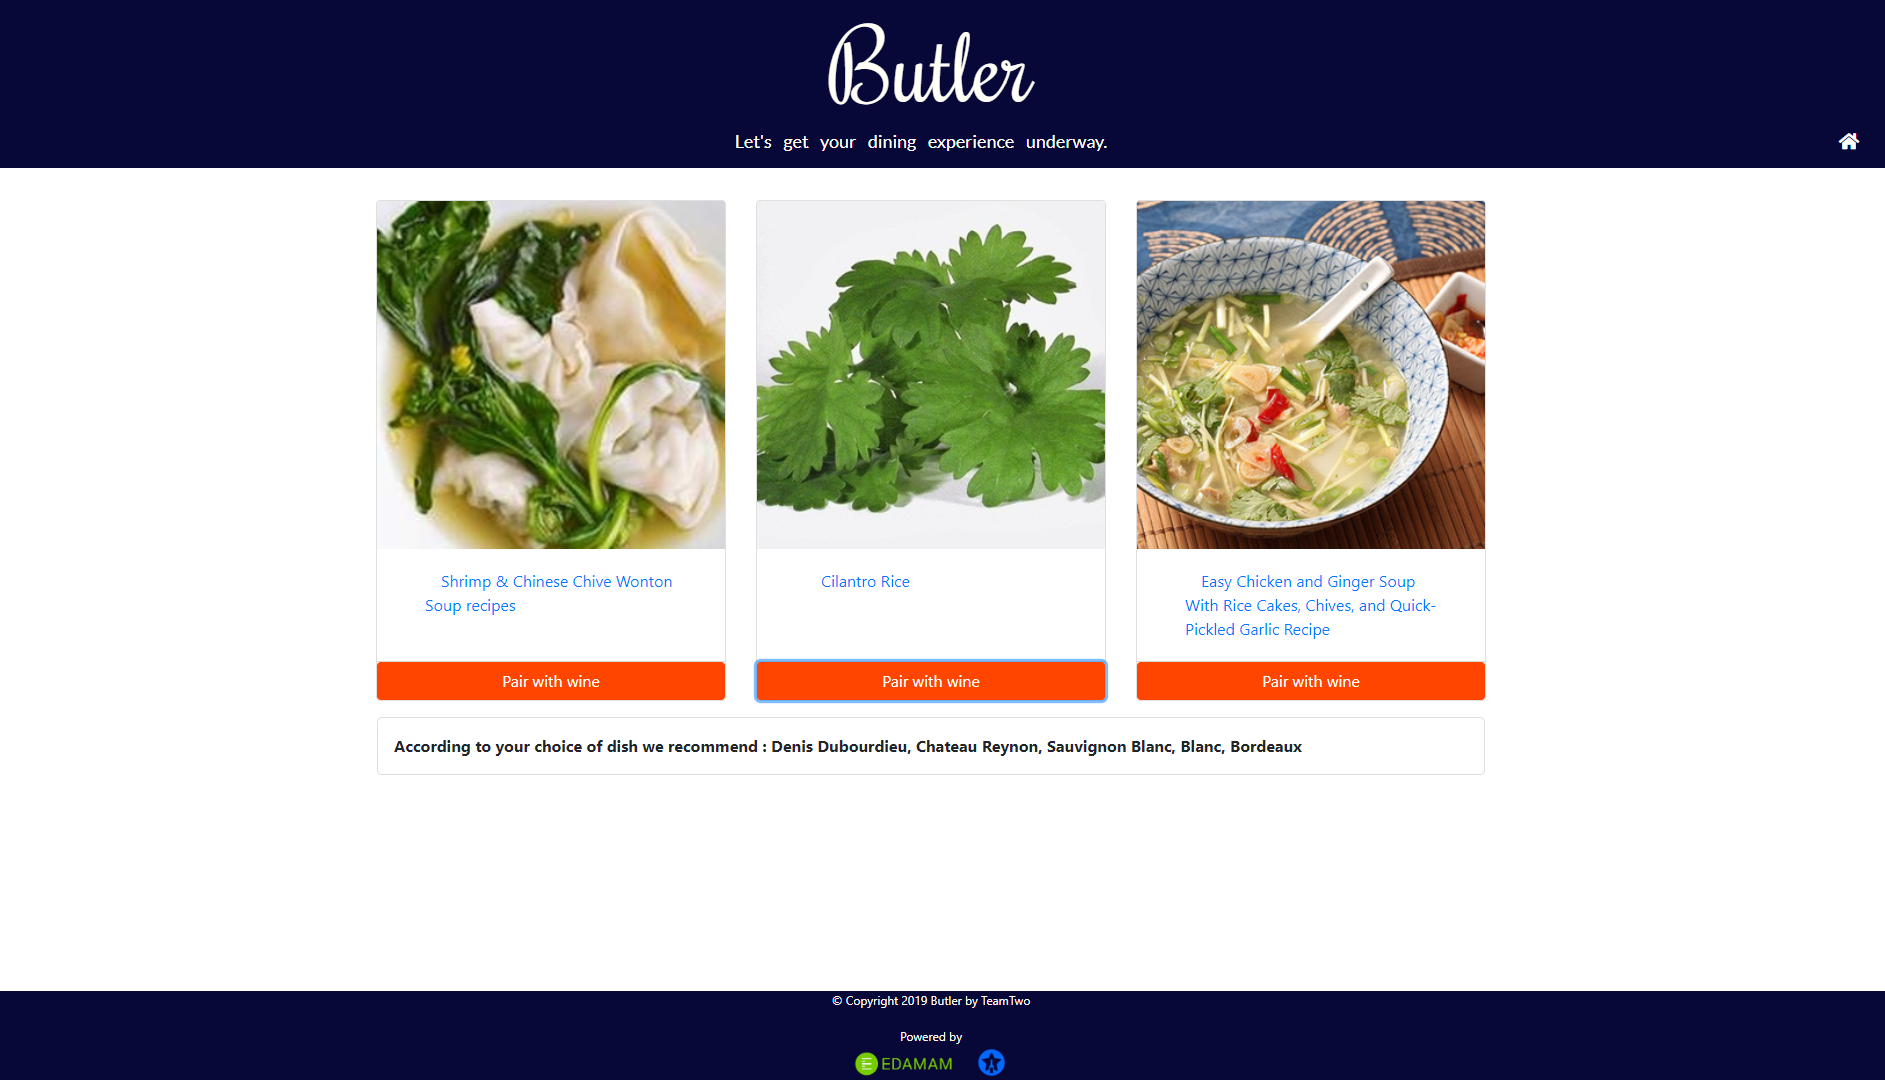 Butler
Let's get your dining experience underway.
Shrimp & Chinese Chive Wonton
Soup recipes
Cilantro Rice
Easy Chicken and Ginger Soup
With Rice Cakes, Chives, and Quick-
Pickled Garlic Recipe
Pair with wine
Pair with wine
Pair with wine
According to your choice of dish we recommend : Denis Dubourdieu, Chateau Reynon, Sauvignon Blanc, Blanc, Bordeaux
© Copyright 2019 Butler by TeamTwo
Powered by
EDAMAM